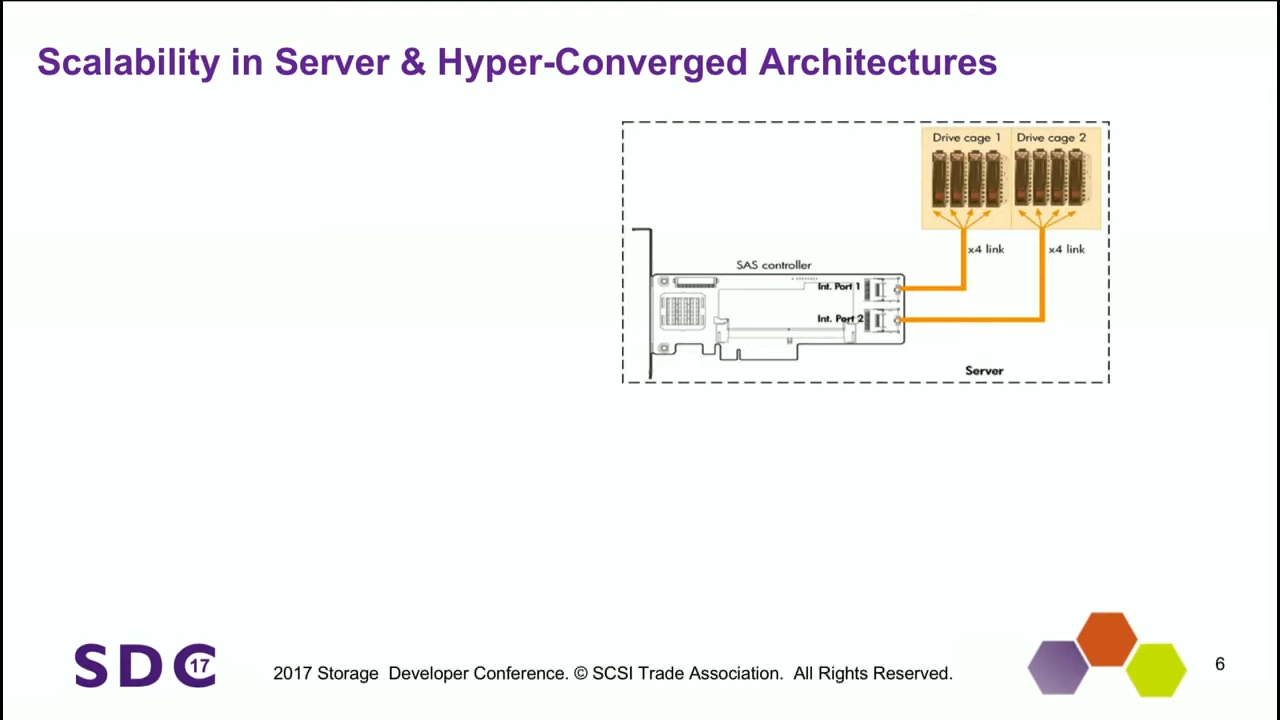 Scalability in Server & Hyper-Converged Architectures
Drive cage 1 Drive cage 2
x4 link x4 link
SAS controller
Int. Port 1
Int. Port 2
Server
SDC 17
2017 Storage Developer Conference. © SCSI Trade Association. All Rights Reserved.
6